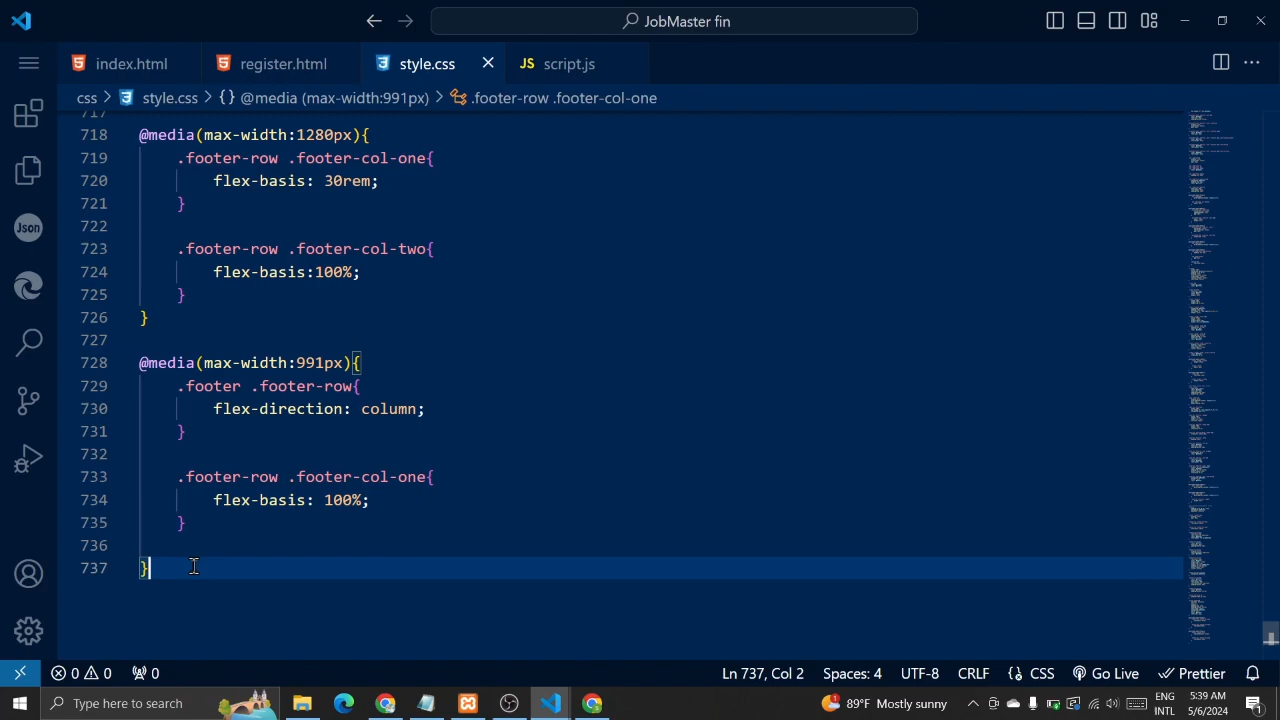 JobMaster fin
index.html
register.html
style.css
JS script.js
css > style.css > {} @media (max-width:991px) > .footer-row .footer-col-one
717
718 @media(max-width:1280px){
719 .footer-row .footer-col-one{
720 flex-basis: 30rem;
721 }
722
723 .footer-row .footer-col-two{
724 flex-basis:100%;
725 }
726 }
727
728 @media(max-width:991px){
729 .footer .footer-row{
730 flex-direction: column;
731 }
732
733 .footer-row .footer-col-one{
734 flex-basis: 100%;
735 }
736
737 }
Json
0 0 0
Ln 737, Col 2
Spaces: 4
UTF-8
CRLF
{} CSS
Go Live
Prettier
Type here to search
89°F Mostly sunny
ENG
INTL
5:39 AM
5/6/2024